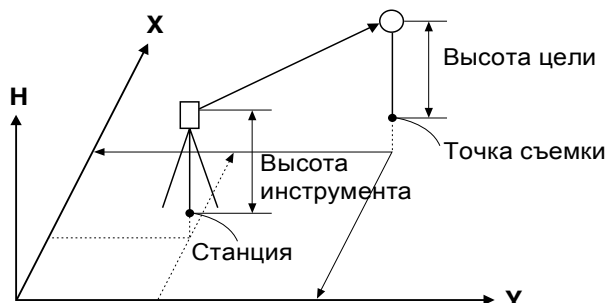 X
H
Высота цели
Точка съемки
Высота
инструмента
Станция
Y